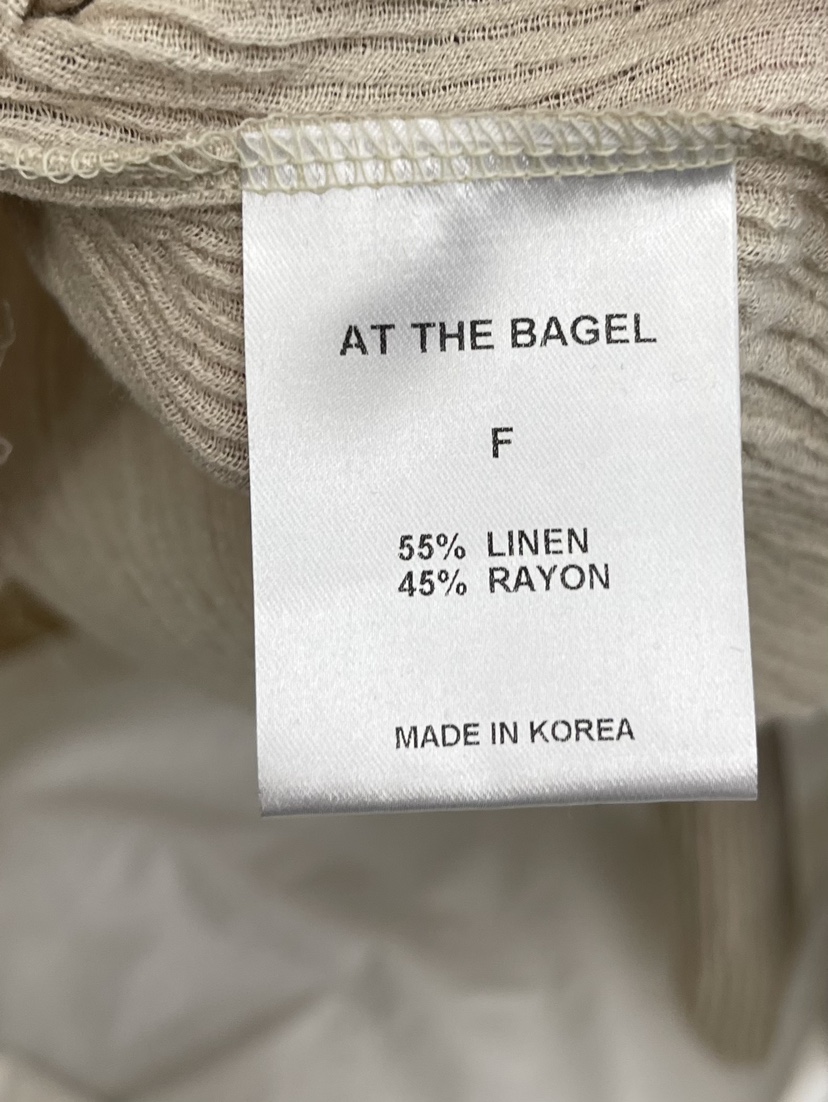 AT THE BAGEL
F
55% LINEN
45% RAYON
MADE IN KOREA